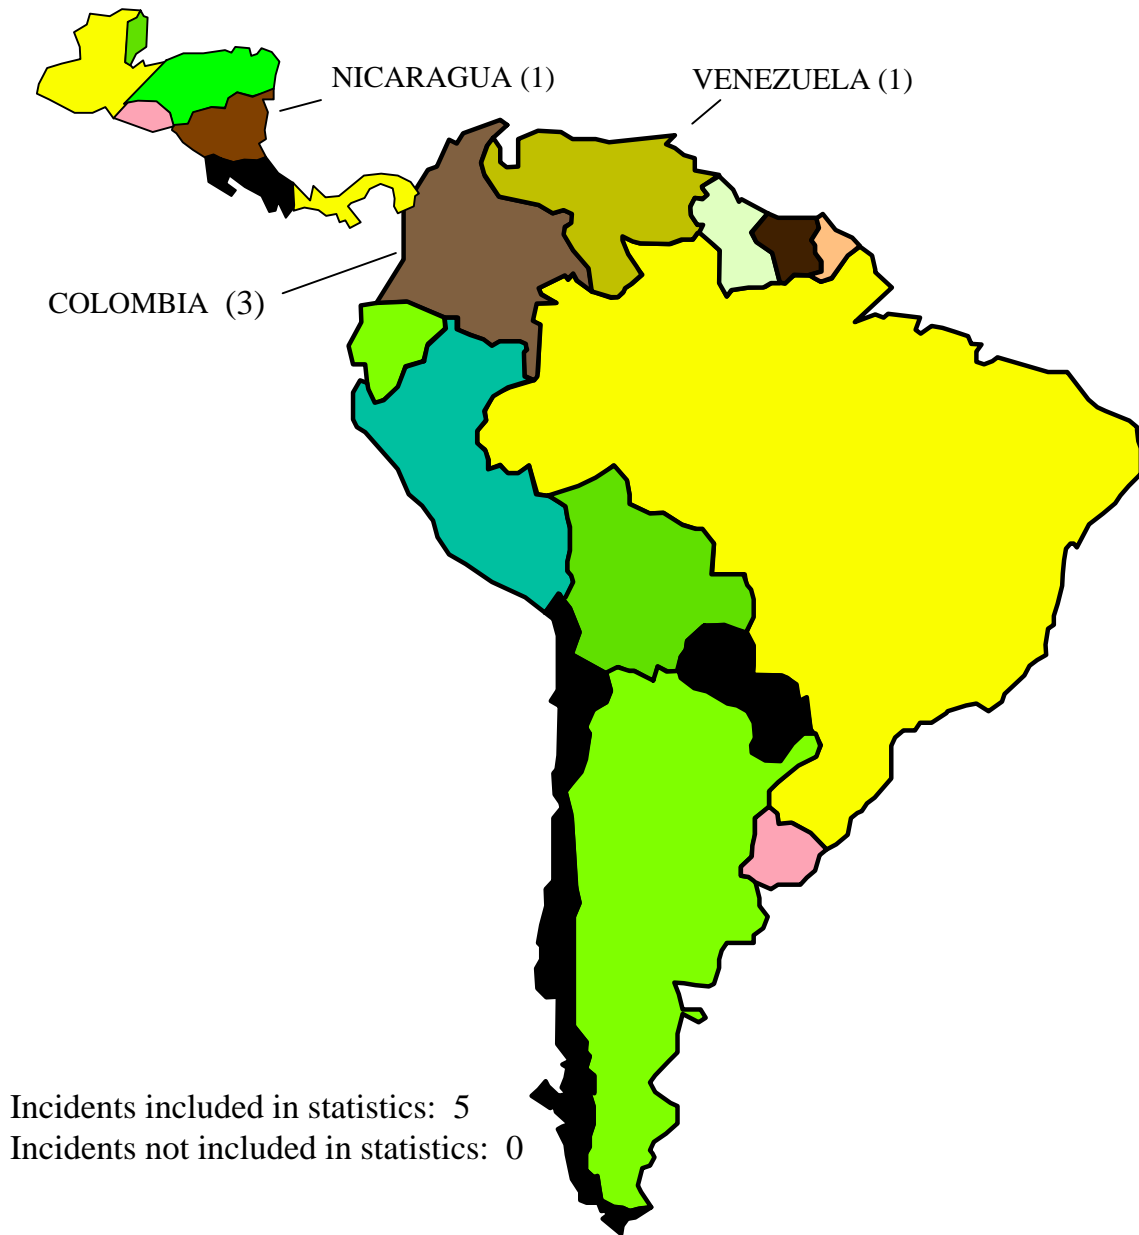 NICARAGUA (1)
VENEZUELA (1)
COLOMBIA (3)
Incidents included in statistics: 5
Incidents not included in statistics: 0